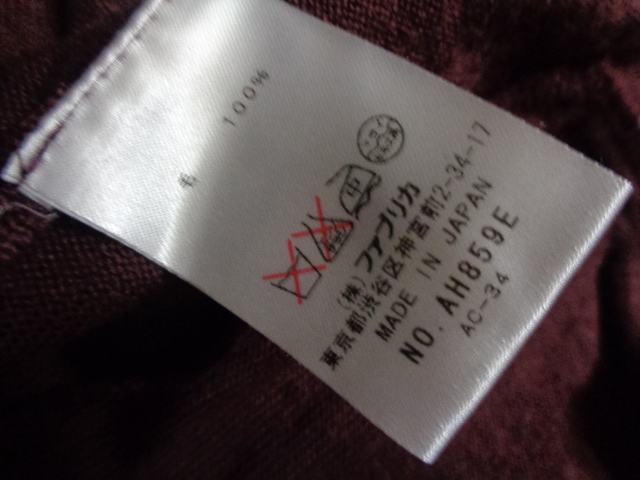 毛 100%
中
(株)ファブリカ
東京都渋谷区神宮前2-34-17
MADE IN JAPAN
NO. AH859E
AC-34